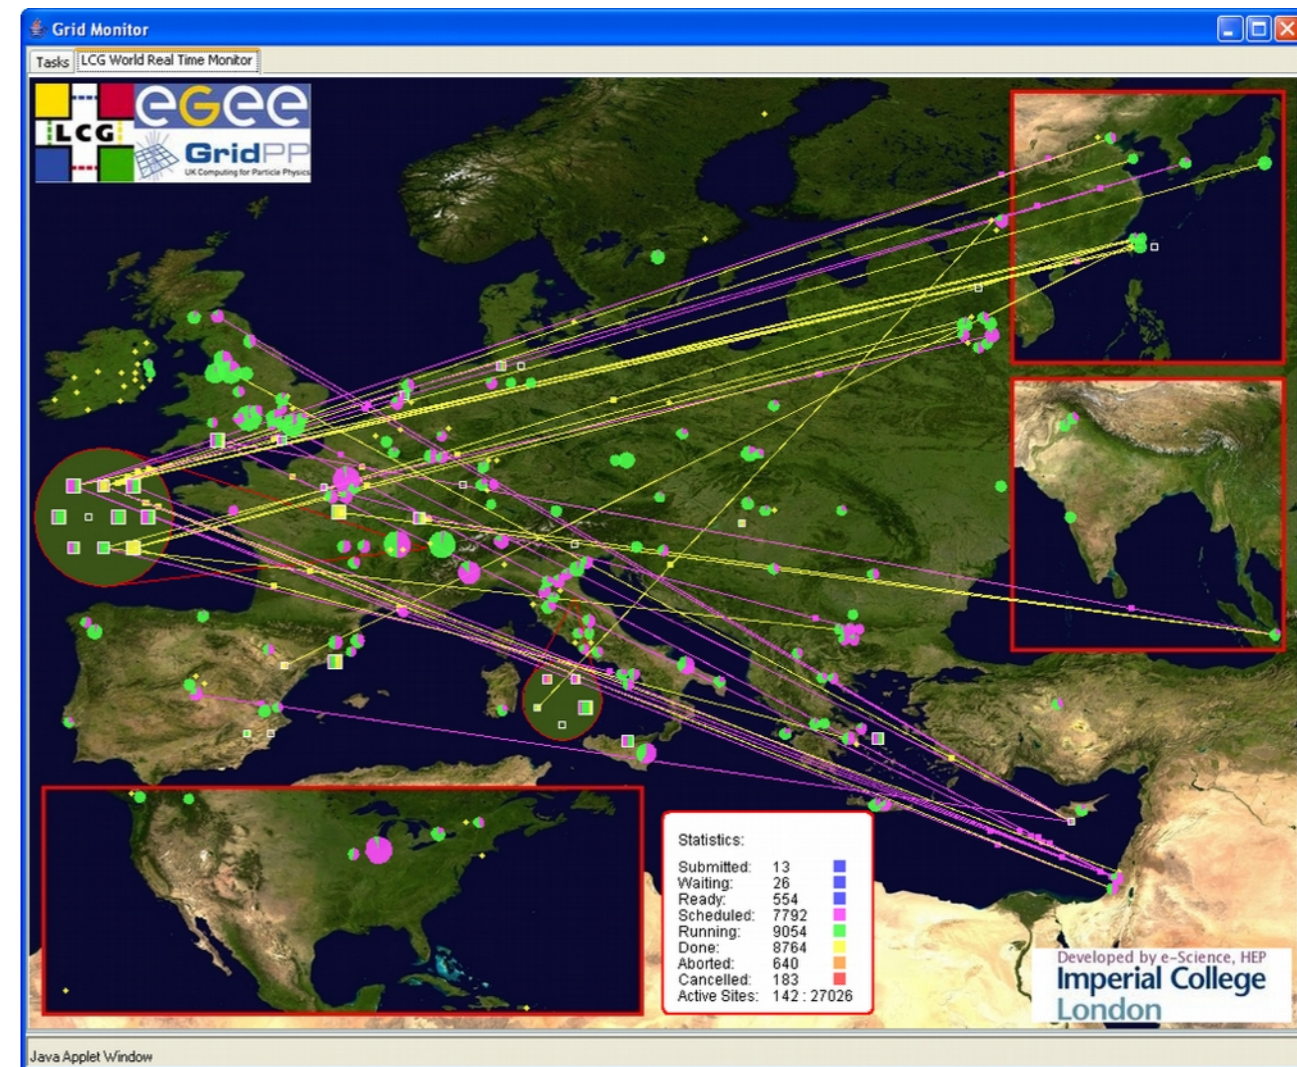 Grid Monitor
Tasks
LCG World Real Time Monitor
LCG
eGee
GridPP
UK Computing for Particle Physics
Statistics:
Submitted: 13
Waiting: 26
Ready: 554
Scheduled: 7792
Running: 9054
Done: 8764
Aborted: 640
Cancelled: 183
Active Sites: 142 : 27026
Developed by e-Science, HEP
Imperial College
London
Java Applet Window